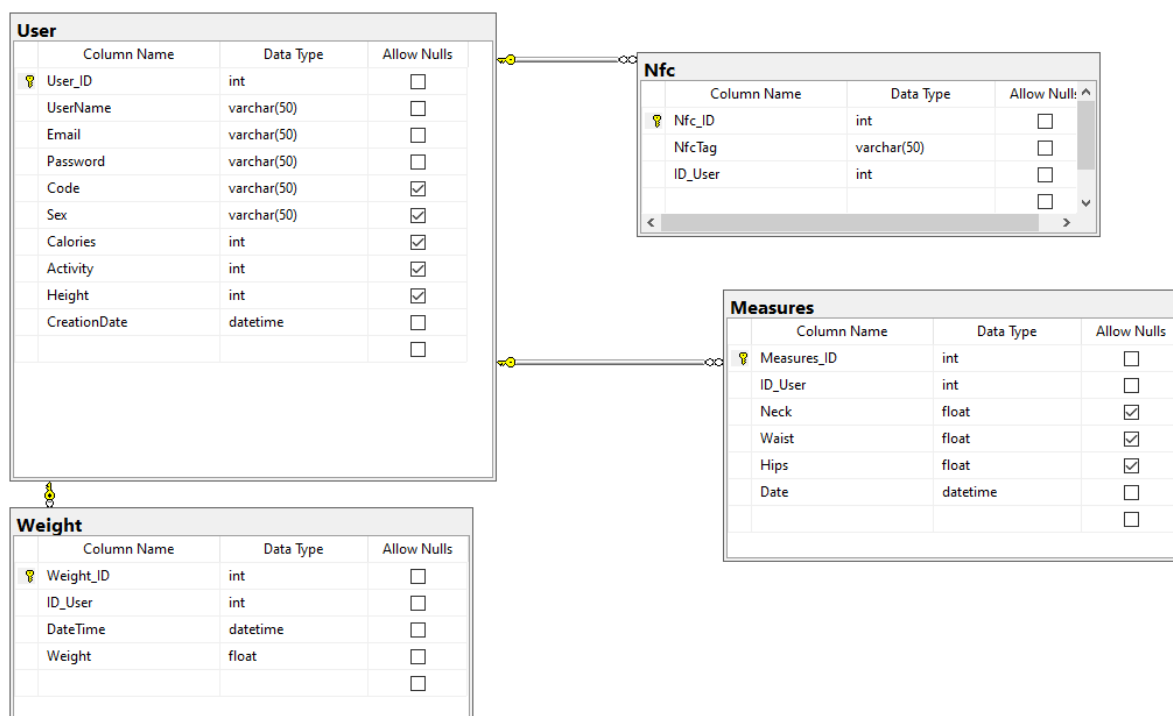 User
Column Name Data Type Allow Nulls
User_ID int
UserName varchar(50)
Email varchar(50)
Password varchar(50)
Code varchar(50)
Sex varchar(50)
Calories int
Activity int
Height int
CreationDate datetime
Nfc
Column Name Data Type Allow Nulls
Nfc_ID int
NfcTag varchar(50)
ID_User int
Measures
Column Name Data Type Allow Nulls
Measures_ID int
ID_User int
Neck float
Waist float
Hips float
Date datetime
Weight
Column Name Data Type Allow Nulls
Weight_ID int
ID_User int
DateTime datetime
Weight float